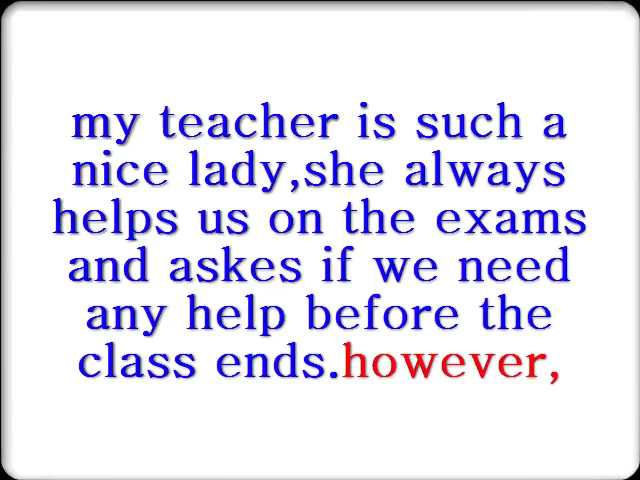 my teacher is such a
nice lady,she always
helps us on the exams
and askes if we need
any help before the
class ends.however,